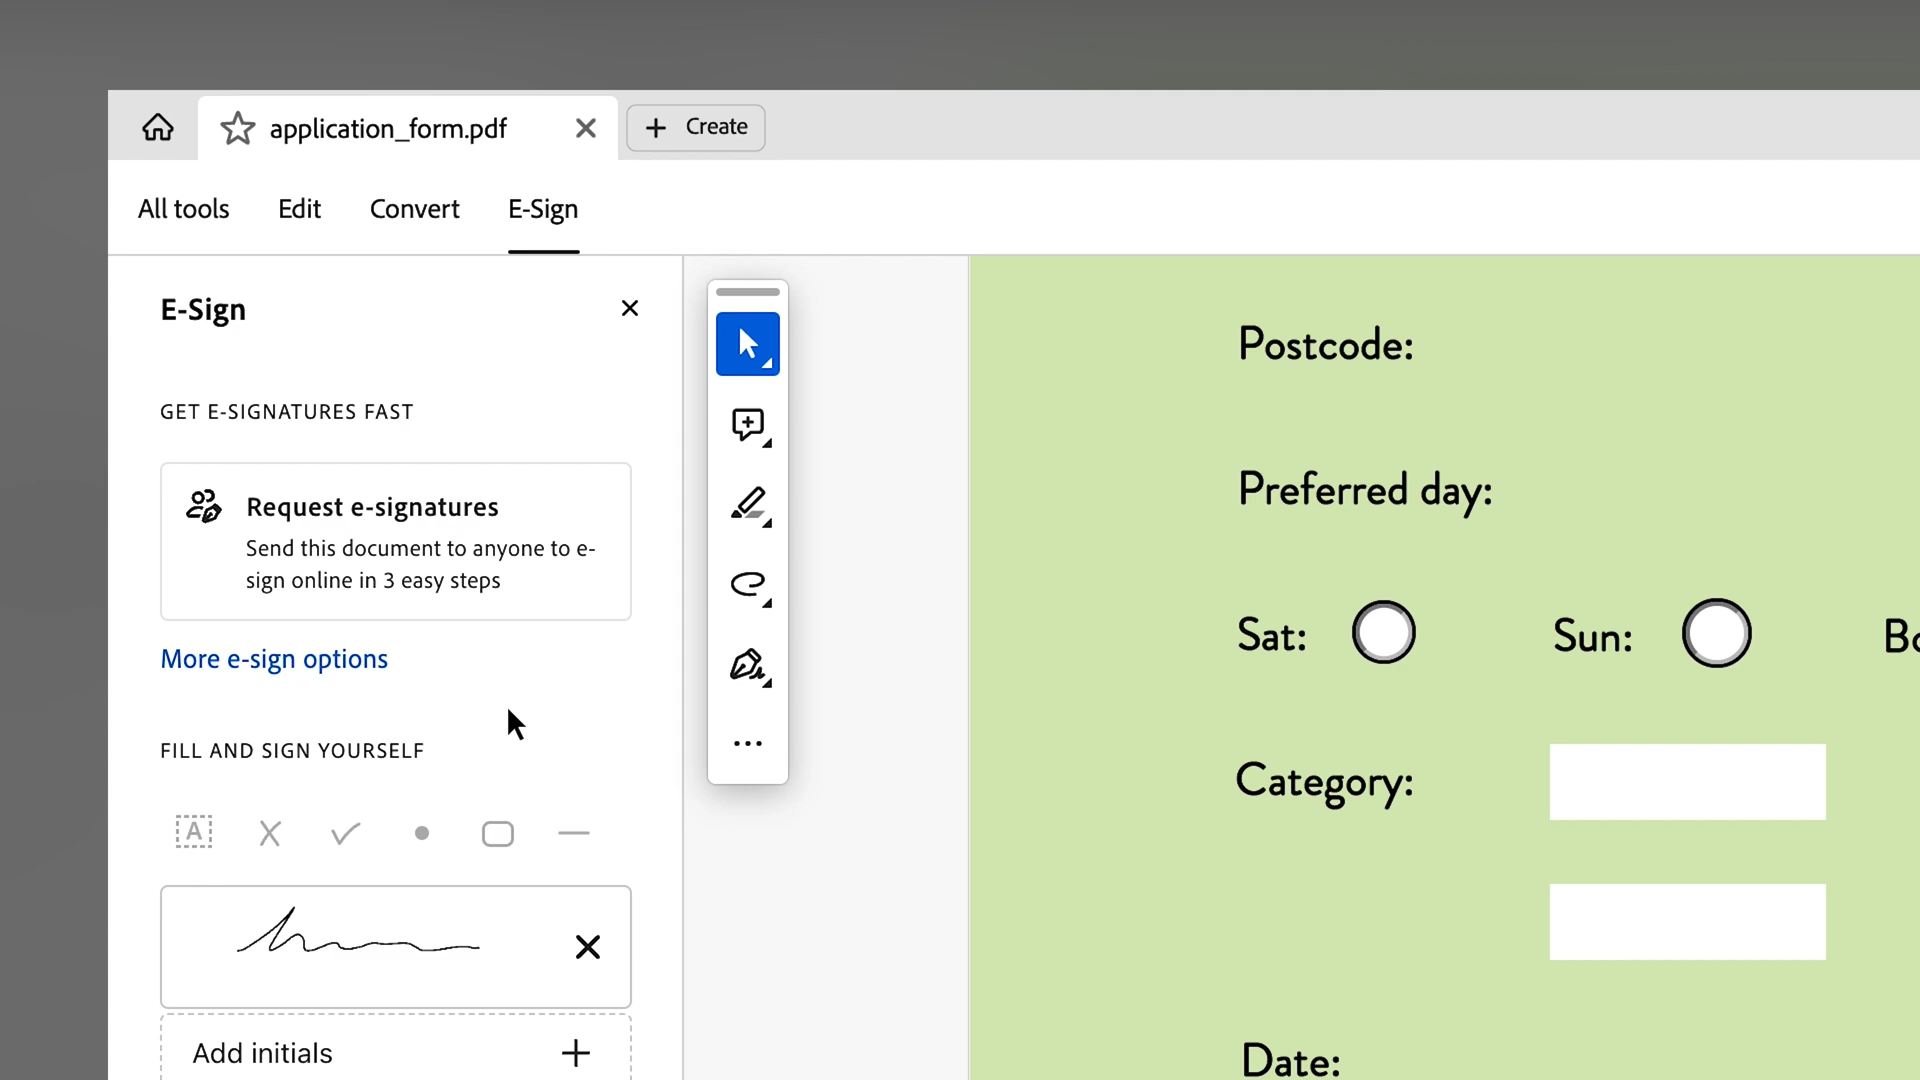 application_form.pdf
Create
All tools Edit Convert E-Sign
E-Sign
GET E-SIGNATURES FAST
Request e-signatures
Send this document to anyone to e-
sign online in 3 easy steps
More e-sign options
FILL AND SIGN YOURSELF
A
Add initials
Postcode:
Preferred day:
Sat: Sun:
Category:
Date: